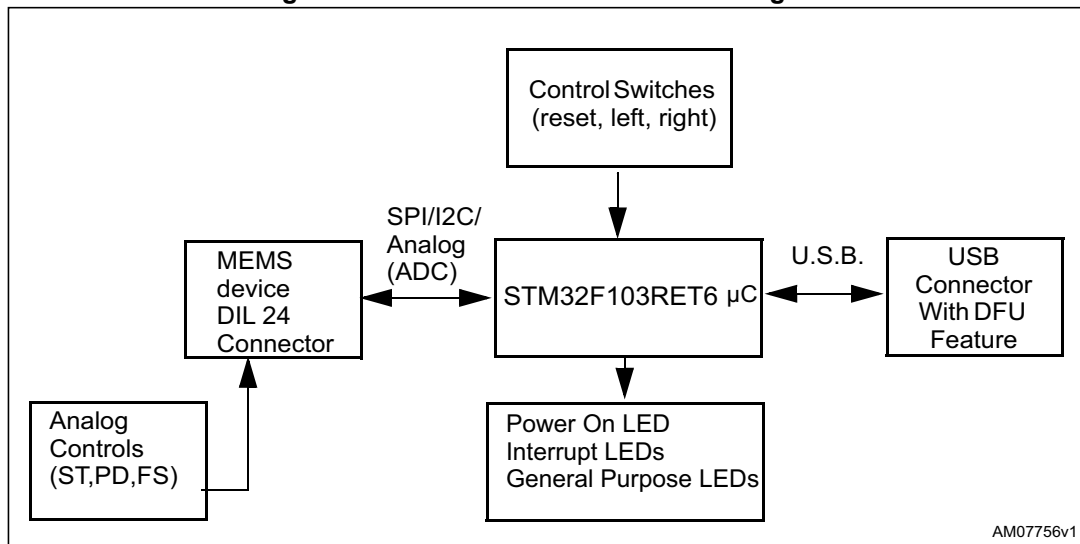 Control Switches
(reset, left, right)
SPI/I2C/
Analog
(ADC)
MEMS
device
DIL 24
Connector
STM32F103RET6 µC
U.S.B.
USB
Connector
With DFU
Feature
Analog
Controls
(ST,PD,FS)
Power On LED
Interrupt LEDs
General Purpose LEDs
AM07756v1